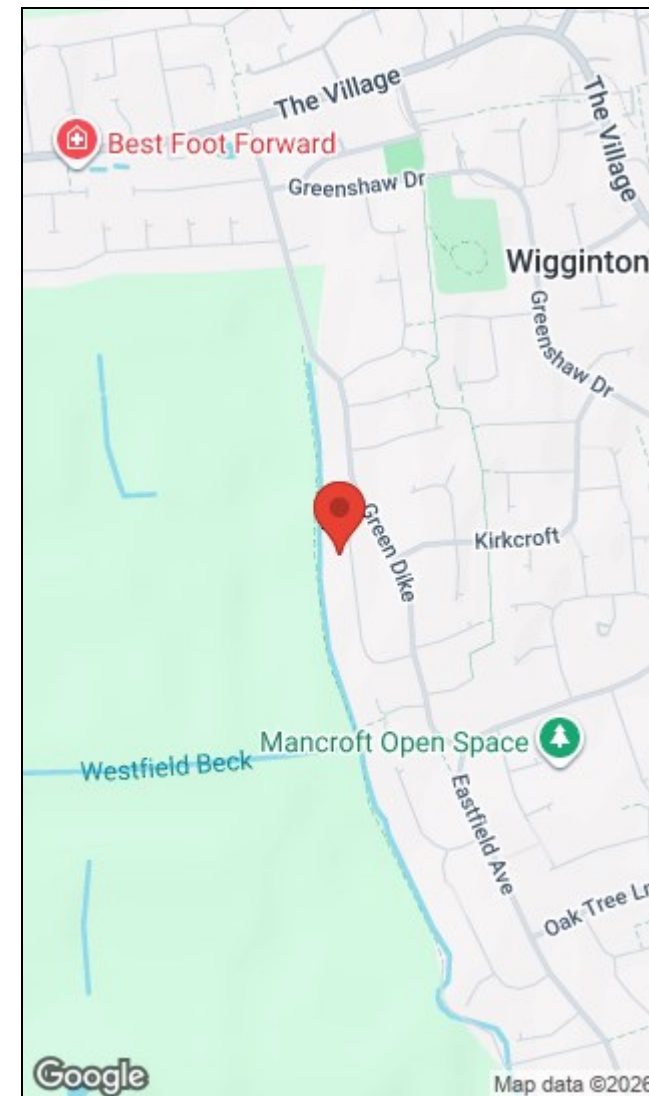 The Village
The Village
Best Foot Forward
Greenshaw Dr
Wigginton
Greenshaw Dr
Green Dike
Kirkcroft
Mancroft Open Space
Westfield Beck
Eastfield Ave
Oak Tree Ln
Google
Map data ©2026